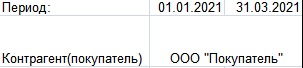 Период: 01.01.2021 31.03.2021
Контрагент(покупатель) ООО "Покупатель"